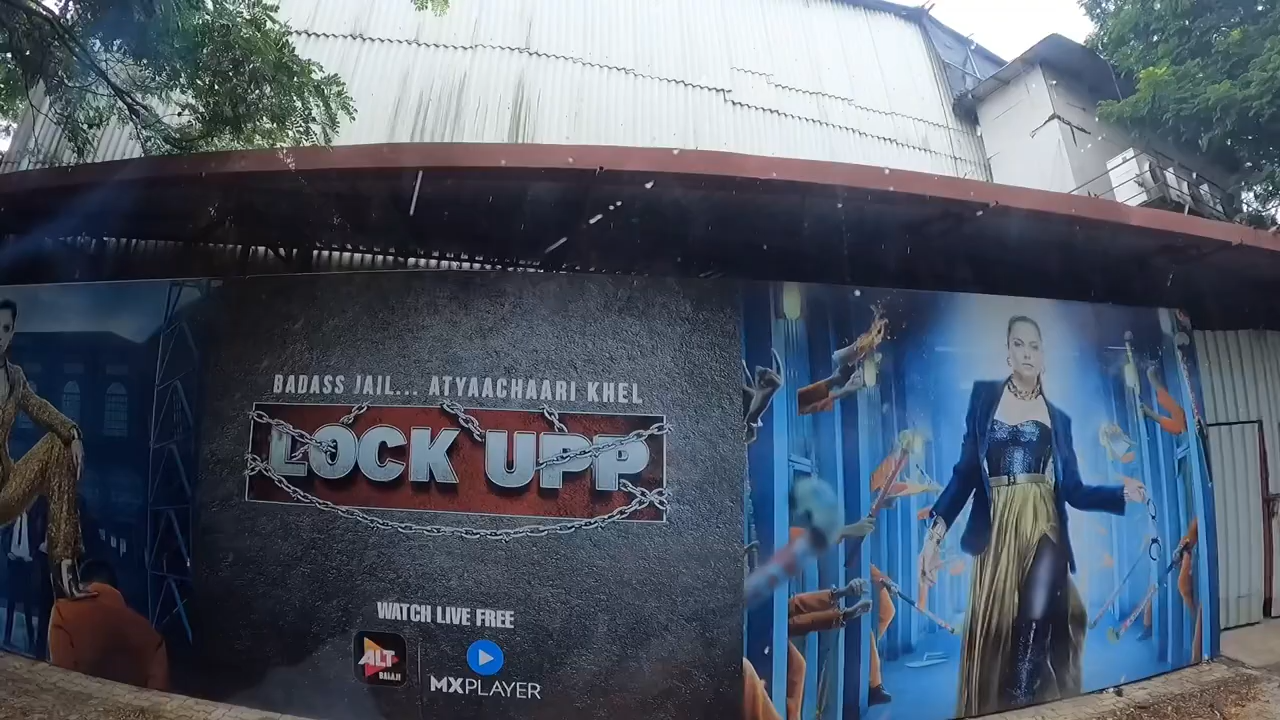 BADASS JAIL... ATYAACHAARI KHEL
LOCK UPP
WATCH LIVE FREE
ALT
BALAJI
MXPLAYER